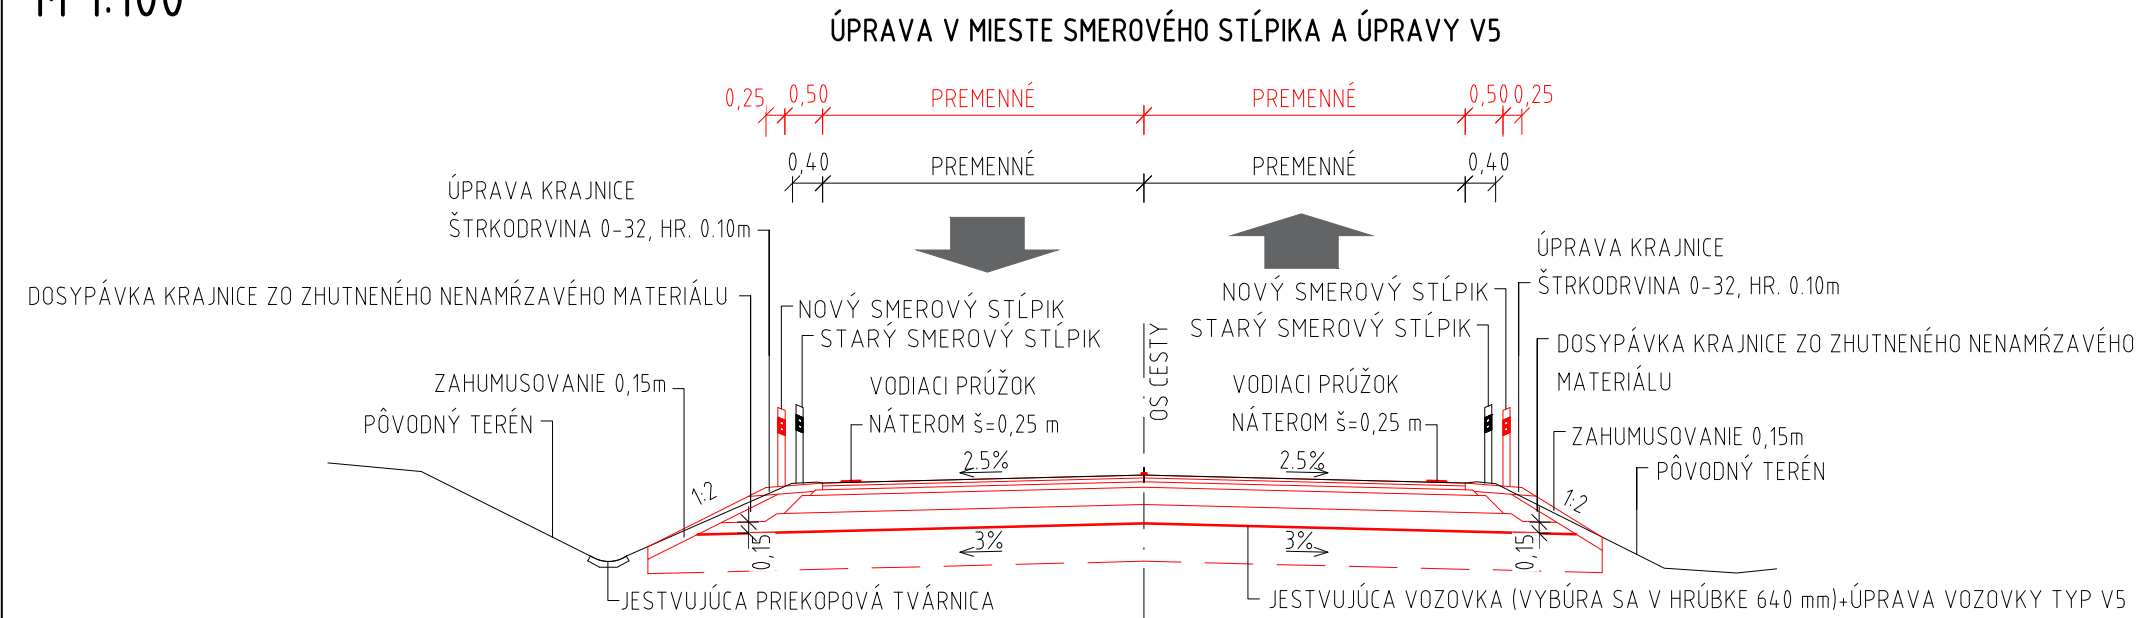 M 1:100
ÚPRAVA V MIESTE SMEROVÉHO STĹPIKA A ÚPRAVY V5
0,25 0,50 PREMENNÉ PREMENNÉ 0,50 0,25
0,40 PREMENNÉ PREMENNÉ 0,40
ÚPRAVA KRAJNICE
ŠTRKODRVINA 0-32, HR. 0.10m
ÚPRAVA KRAJNICE
ŠTRKODRVINA 0-32, HR. 0.10m
DOSYPÁVKA KRAJNICE ZO ZHUTNENÉHO NENAMŔZAVÉHO MATERIÁLU
NOVÝ SMEROVÝ STĹPIK
STARÝ SMEROVÝ STĹPIK
NOVÝ SMEROVÝ STĹPIK
STARÝ SMEROVÝ STĹPIK
OS CESTY
DOSYPÁVKA KRAJNICE ZO ZHUTNENÉHO NENAMŔZAVÉHO
MATERIÁLU
ZAHUMUSOVANIE 0,15m
PÔVODNÝ TERÉN
VODIACI PRÚŽOK
NÁTEROM š=0,25 m
VODIACI PRÚŽOK
NÁTEROM š=0,25 m
ZAHUMUSOVANIE 0,15m
PÔVODNÝ TERÉN
2.5% 2.5%
1:2 1:2
3% 3%
0,15 0,15
JESTVUJÚCA PRIEKOPOVÁ TVÁRNICA
JESTVUJÚCA VOZOVKA (VYBÚRA SA V HRÚBKE 640 mm)+ÚPRAVA VOZOVKY TYP V5